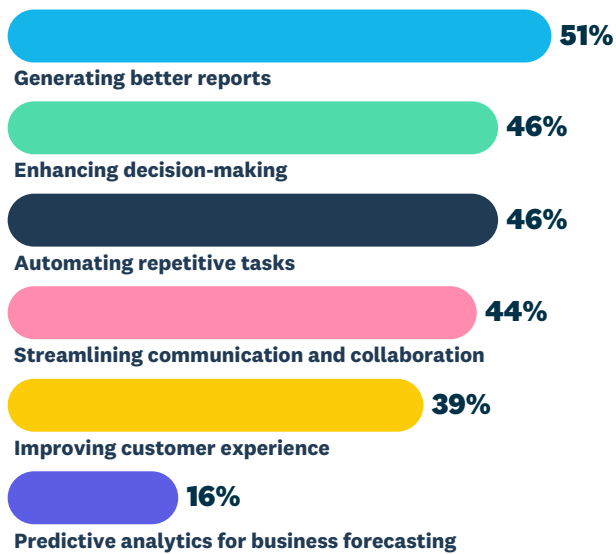 51%
Generating better reports
46%
Enhancing decision-making
46%
Automating repetitive tasks
44%
Streamlining communication and collaboration
39%
Improving customer experience
16%
Predictive analytics for business forecasting